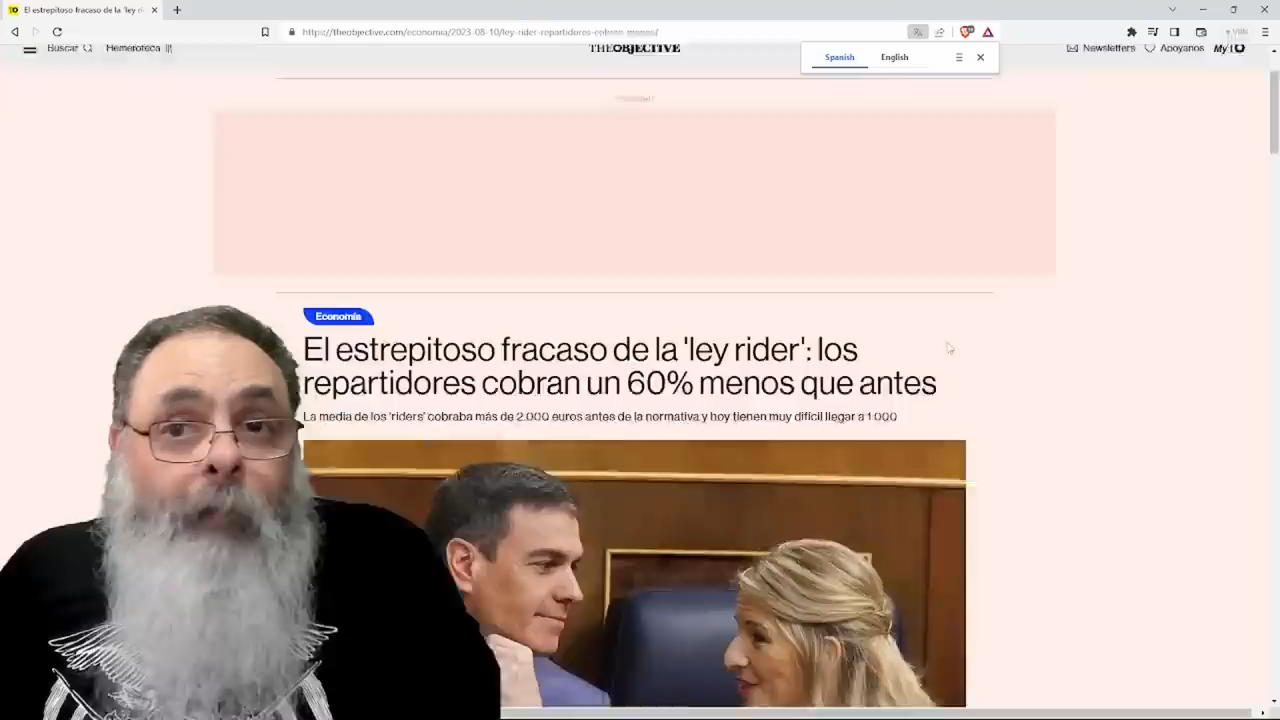 El estrepitoso fracaso de la 'ley r
https://theobjective.com/economia/2023-08-10/ley-rider-repartidores-cobran-menos/
Spanish English
Buscar Hemeroteca
THE OBJECTIVE
Newsletters Apóyanos My TO
Economía
El estrepitoso fracaso de la 'ley rider': los
repartidores cobran un 60% menos que antes
La media de los 'riders' cobraba más de 2.000 euros antes de la normativa y hoy tienen muy difícil llegar a 1.000